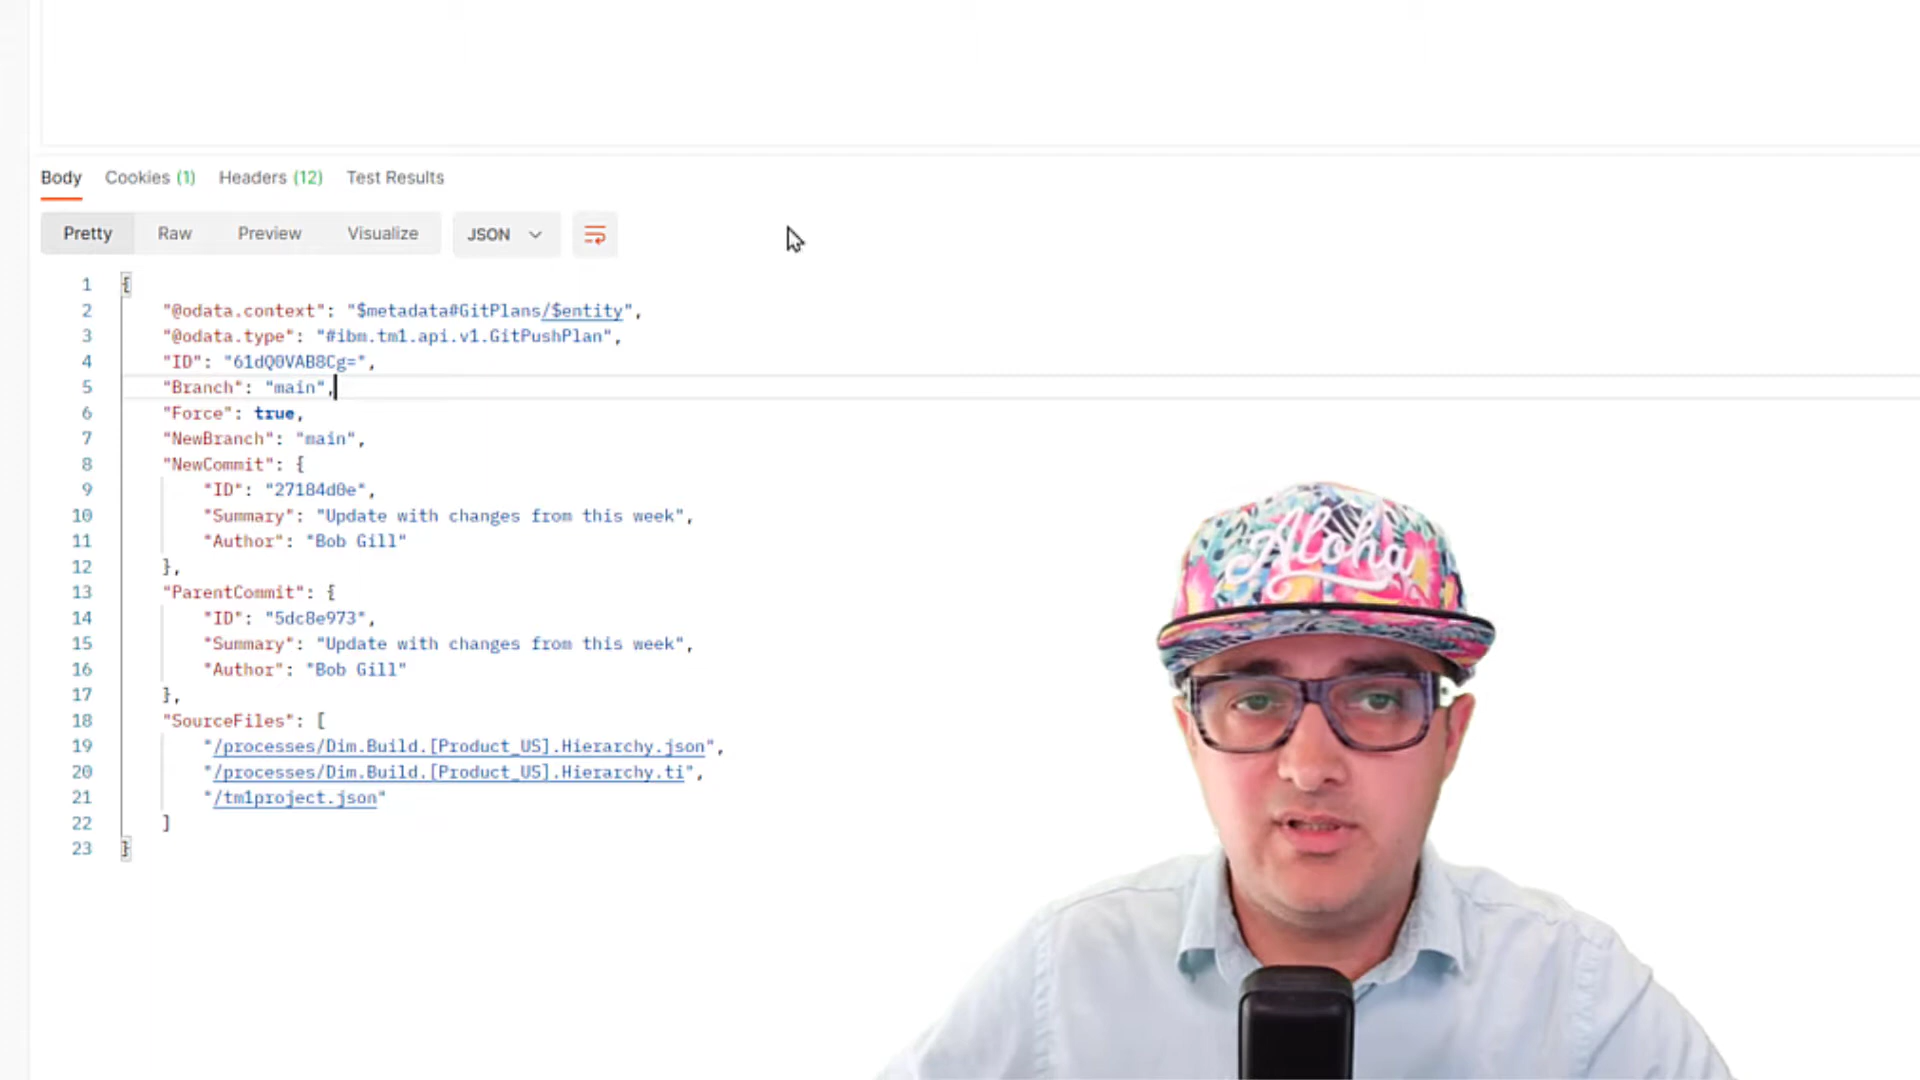 Body Cookies (1) Headers (12) Test Results
Pretty Raw Preview Visualize JSON
1 {
2 "@odata.context": "$metadata#GitPlans/$entity",
3 "@odata.type": "#ibm.tm1.api.v1.GitPushPlan",
4 "ID": "61dQ0VAB8Cg=",
5 "Branch": "main",
6 "Force": true,
7 "NewBranch": "main",
8 "NewCommit": {
9 "ID": "27184d0e",
10 "Summary": "Update with changes from this week",
11 "Author": "Bob Gill"
12 },
13 "ParentCommit": {
14 "ID": "5dc8e973",
15 "Summary": "Update with changes from this week",
16 "Author": "Bob Gill"
17 },
18 "SourceFiles": [
19 "/processes/Dim.Build.[Product_US].Hierarchy.json",
20 "/processes/Dim.Build.[Product_US].Hierarchy.ti",
21 "/tm1project.json"
22 ]
23 }
Aloha